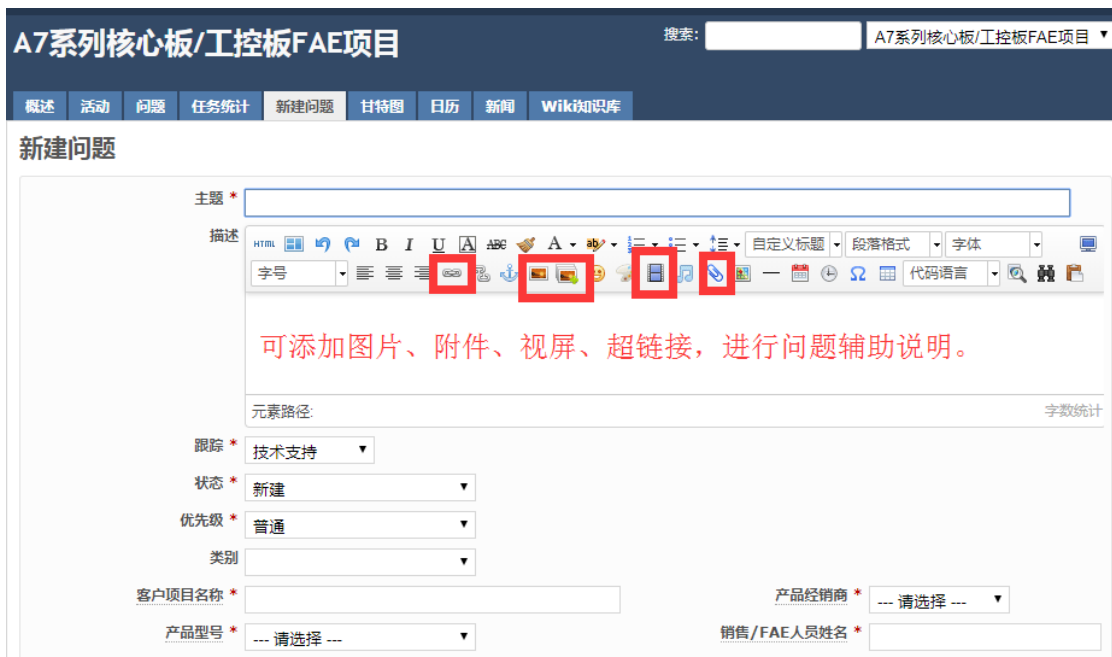 A7系列核心板/工控板FAE项目
搜索:
A7系列核心板/工控板FAE项目
概述 活动 问题 任务统计 新建问题 甘特图 日历 新闻 Wiki知识库
新建问题
主题 *
描述
HTML B I U A ABC A ab 自定义标题 段落格式 字体
字号 Ω 代码语言
可添加图片、附件、视屏、超链接，进行问题辅助说明。
元素路径: 字数统计
跟踪 * 技术支持
状态 * 新建
优先级 * 普通
类别
客户项目名称 * 产品经销商 * --- 请选择 ---
产品型号 * --- 请选择 --- 销售/FAE人员姓名 *